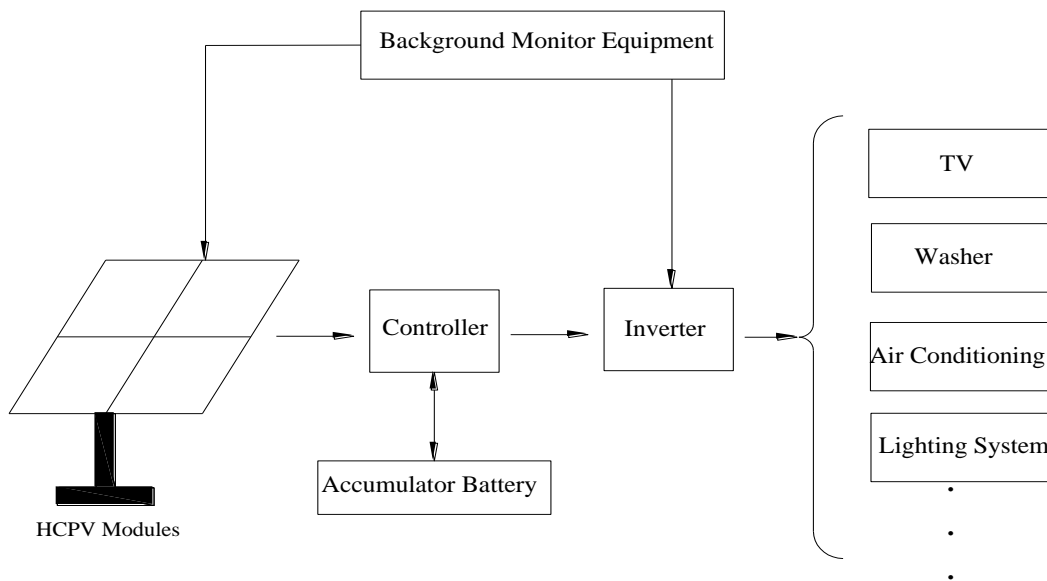 Background Monitor Equipment
TV
Washer
Controller
Inverter
Air Conditioning
Lighting System
Accumulator Battery
HCPV Modules